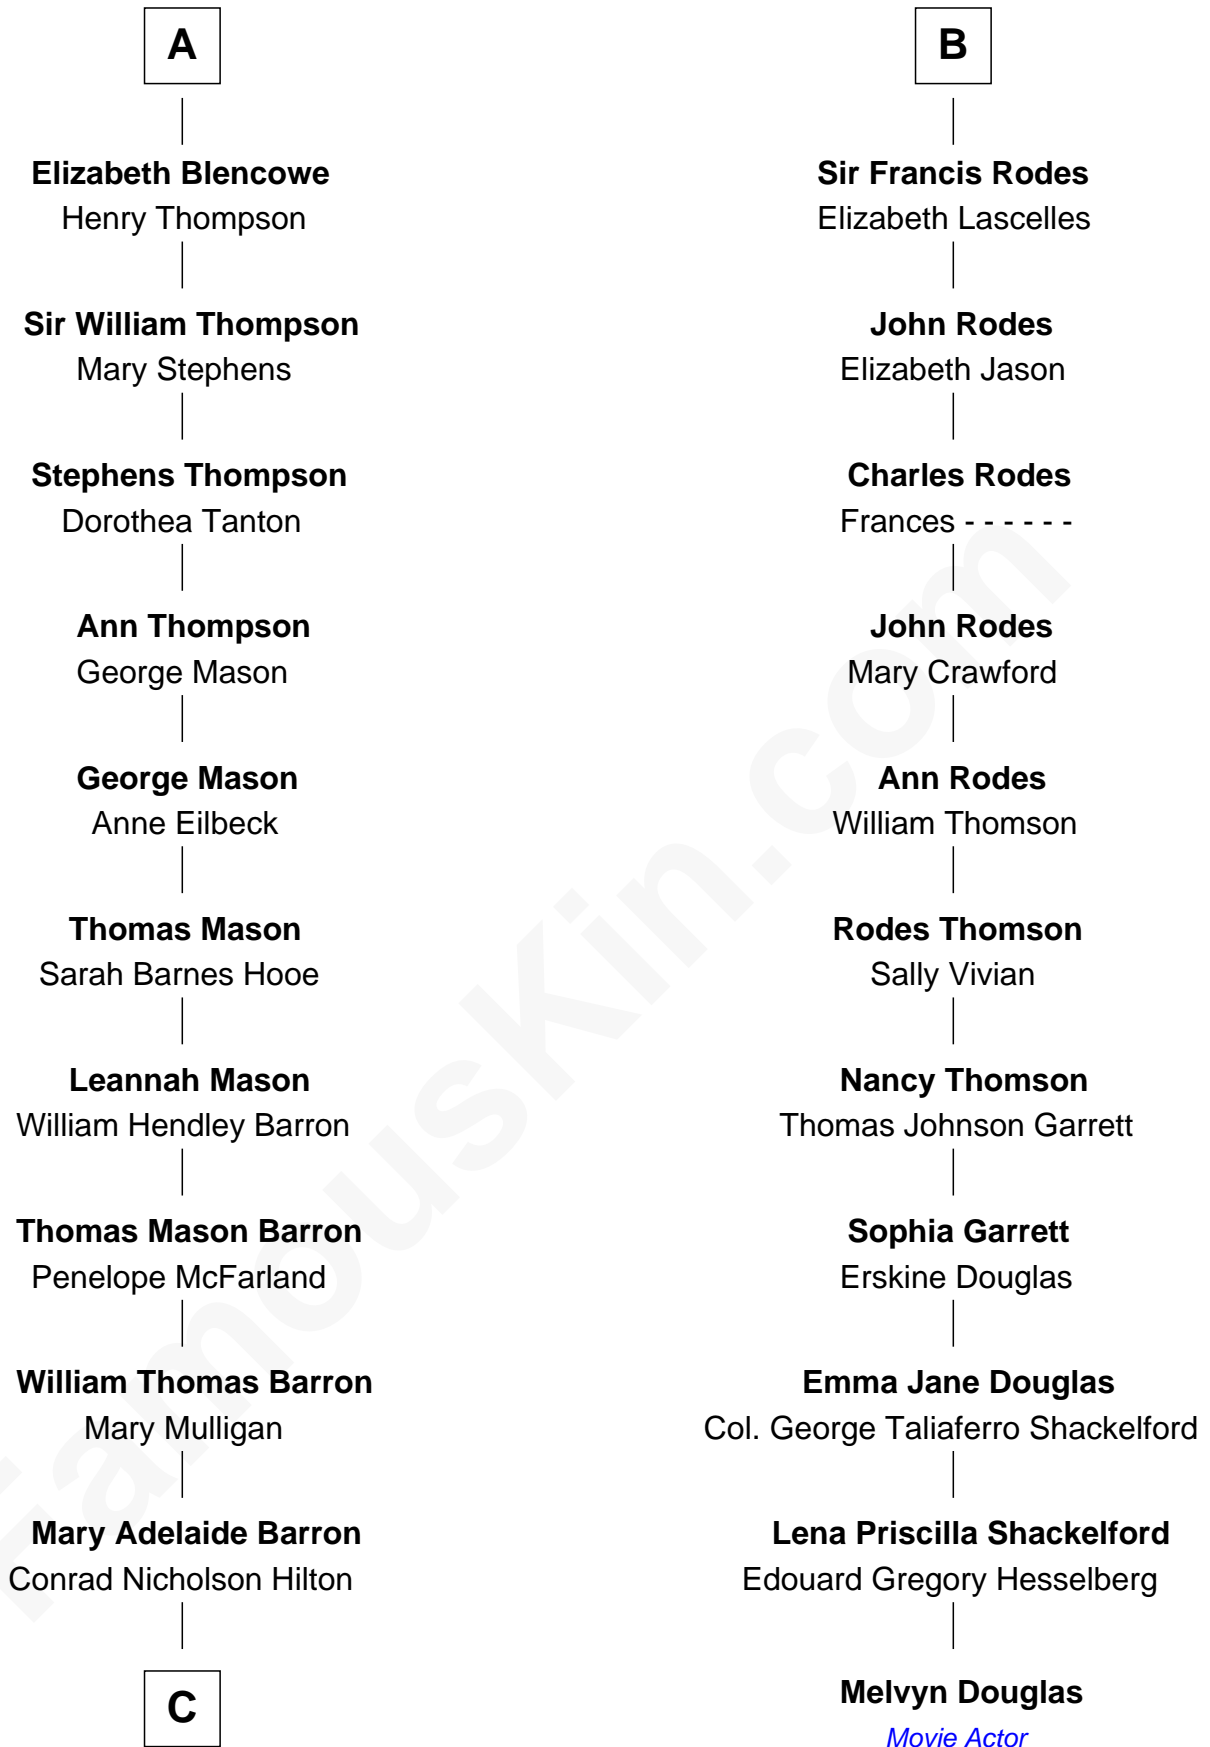 A
Elizabeth Blencowe
Henry Thompson
Sir William Thompson
Mary Stephens
Stephens Thompson
Dorothea Tanton
Ann Thompson
George Mason
George Mason
Anne Eilbeck
Thomas Mason
Sarah Barnes Hooe
Leannah Mason
William Hendley Barron
Thomas Mason Barron
Penelope McFarland
William Thomas Barron
Mary Mulligan
Mary Adelaide Barron
Conrad Nicholson Hilton
C
B
Sir Francis Rodes
Elizabeth Lascelles
John Rodes
Elizabeth Jason
Charles Rodes
Frances - - - - - -
John Rodes
Mary Crawford
Ann Rodes
William Thomson
Rodes Thomson
Sally Vivian
Nancy Thomson
Thomas Johnson Garrett
Sophia Garrett
Erskine Douglas
Emma Jane Douglas
Col. George Taliaferro Shackelford
Lena Priscilla Shackelford
Edouard Gregory Hesselberg
Melvyn Douglas
Movie Actor
FamousKin.com